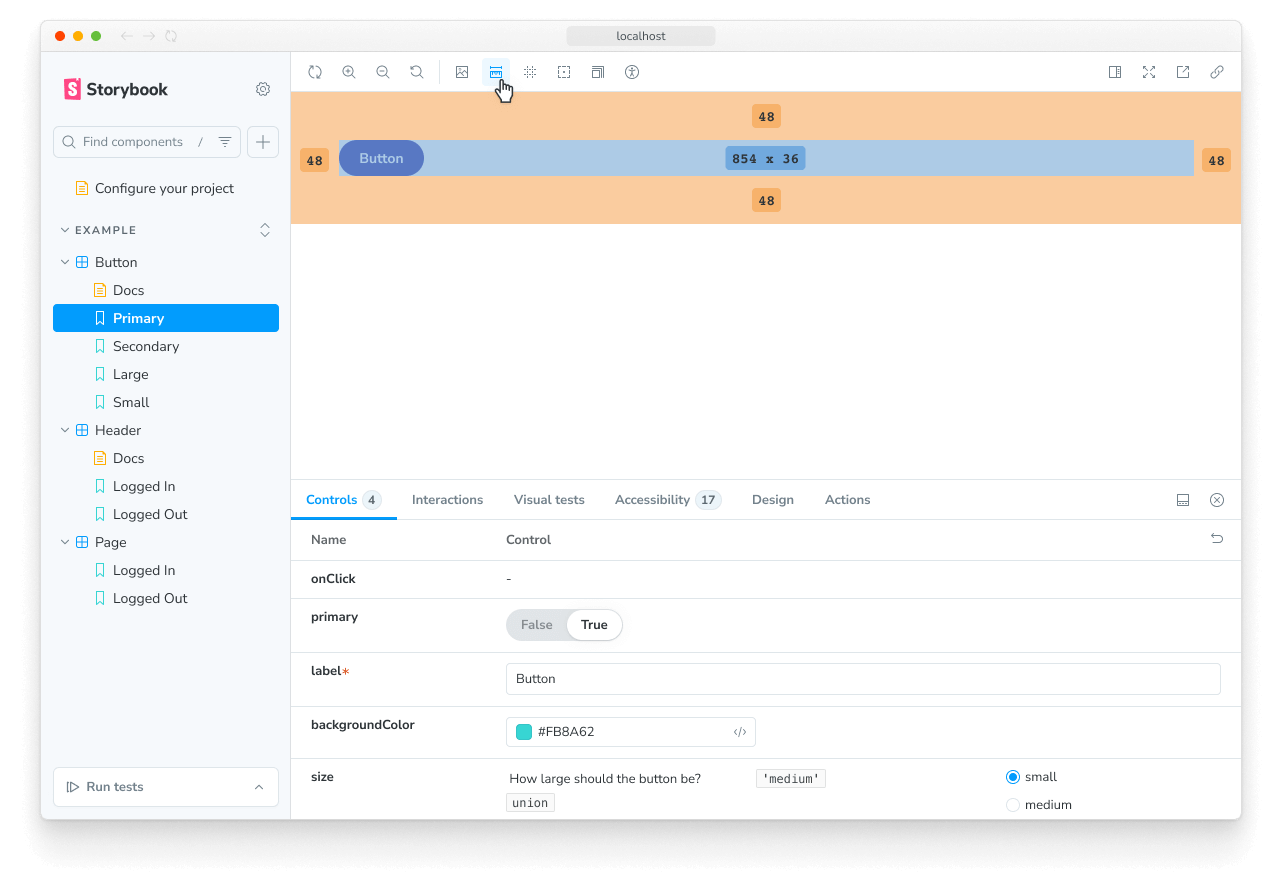 localhost
Storybook
Find components /
Configure your project
EXAMPLE
Button
Docs
Primary
Secondary
Large
Small
Header
Docs
Logged In
Logged Out
Page
Logged In
Logged Out
Run tests
48
48
Button
854 x 36
48
48
Controls 4 Interactions Visual tests Accessibility 17 Design Actions
Name Control
onClick -
primary False True
label* Button
backgroundColor #FB8A62 </>
size How large should the button be? 'medium' small
union medium